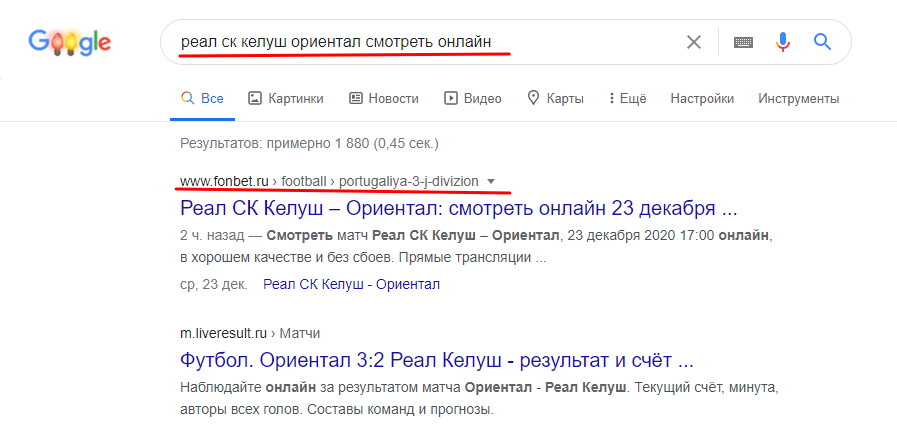 Google
реал ск келуш ориентал смотреть онлайн
Все Картинки Новости Видео Карты Ещё Настройки Инструменты
Результатов: примерно 1 880 (0,45 сек.)
www.fonbet.ru › football › portugaliya-3-j-divizion
Реал СК Келуш – Ориентал: смотреть онлайн 23 декабря ...
2 ч. назад — Смотреть матч Реал СК Келуш – Ориентал, 23 декабря 2020 17:00 онлайн,
в хорошем качестве и без сбоев. Прямые трансляции ...
ср, 23 дек. Реал СК Келуш - Ориентал
m.liveresult.ru › Матчи
Футбол. Ориентал 3:2 Реал Келуш - результат и счёт ...
Наблюдайте онлайн за результатом матча Ориентал - Реал Келуш. Текущий счёт, минута,
авторы всех голов. Составы команд и прогнозы.